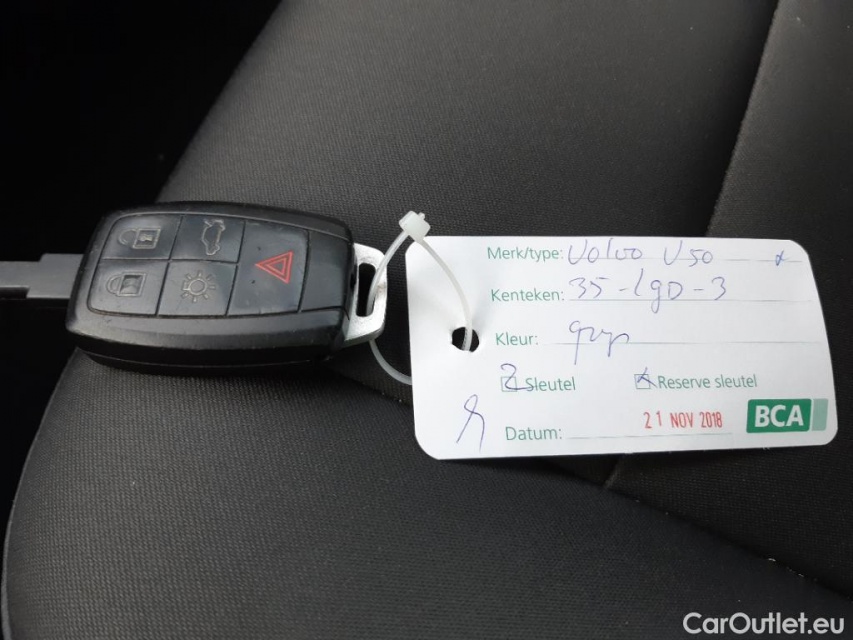 Merk/type: Volvo V50
Kenteken: 35-lgd-3
Kleur: grys
2 Sleutel Reserve sleutel
Datum: 21 NOV 2018 BCA
CarOutlet.eu